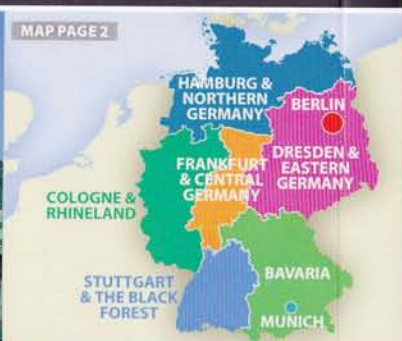 MAP PAGE 2
HAMBURG &
NORTHERN
GERMANY
BERLIN
FRANKFURT
& CENTRAL
GERMANY
DRESDEN &
EASTERN
GERMANY
COLOGNE &
RHINELAND
STUTTGART
& THE BLACK
FOREST
BAVARIA
MUNICH